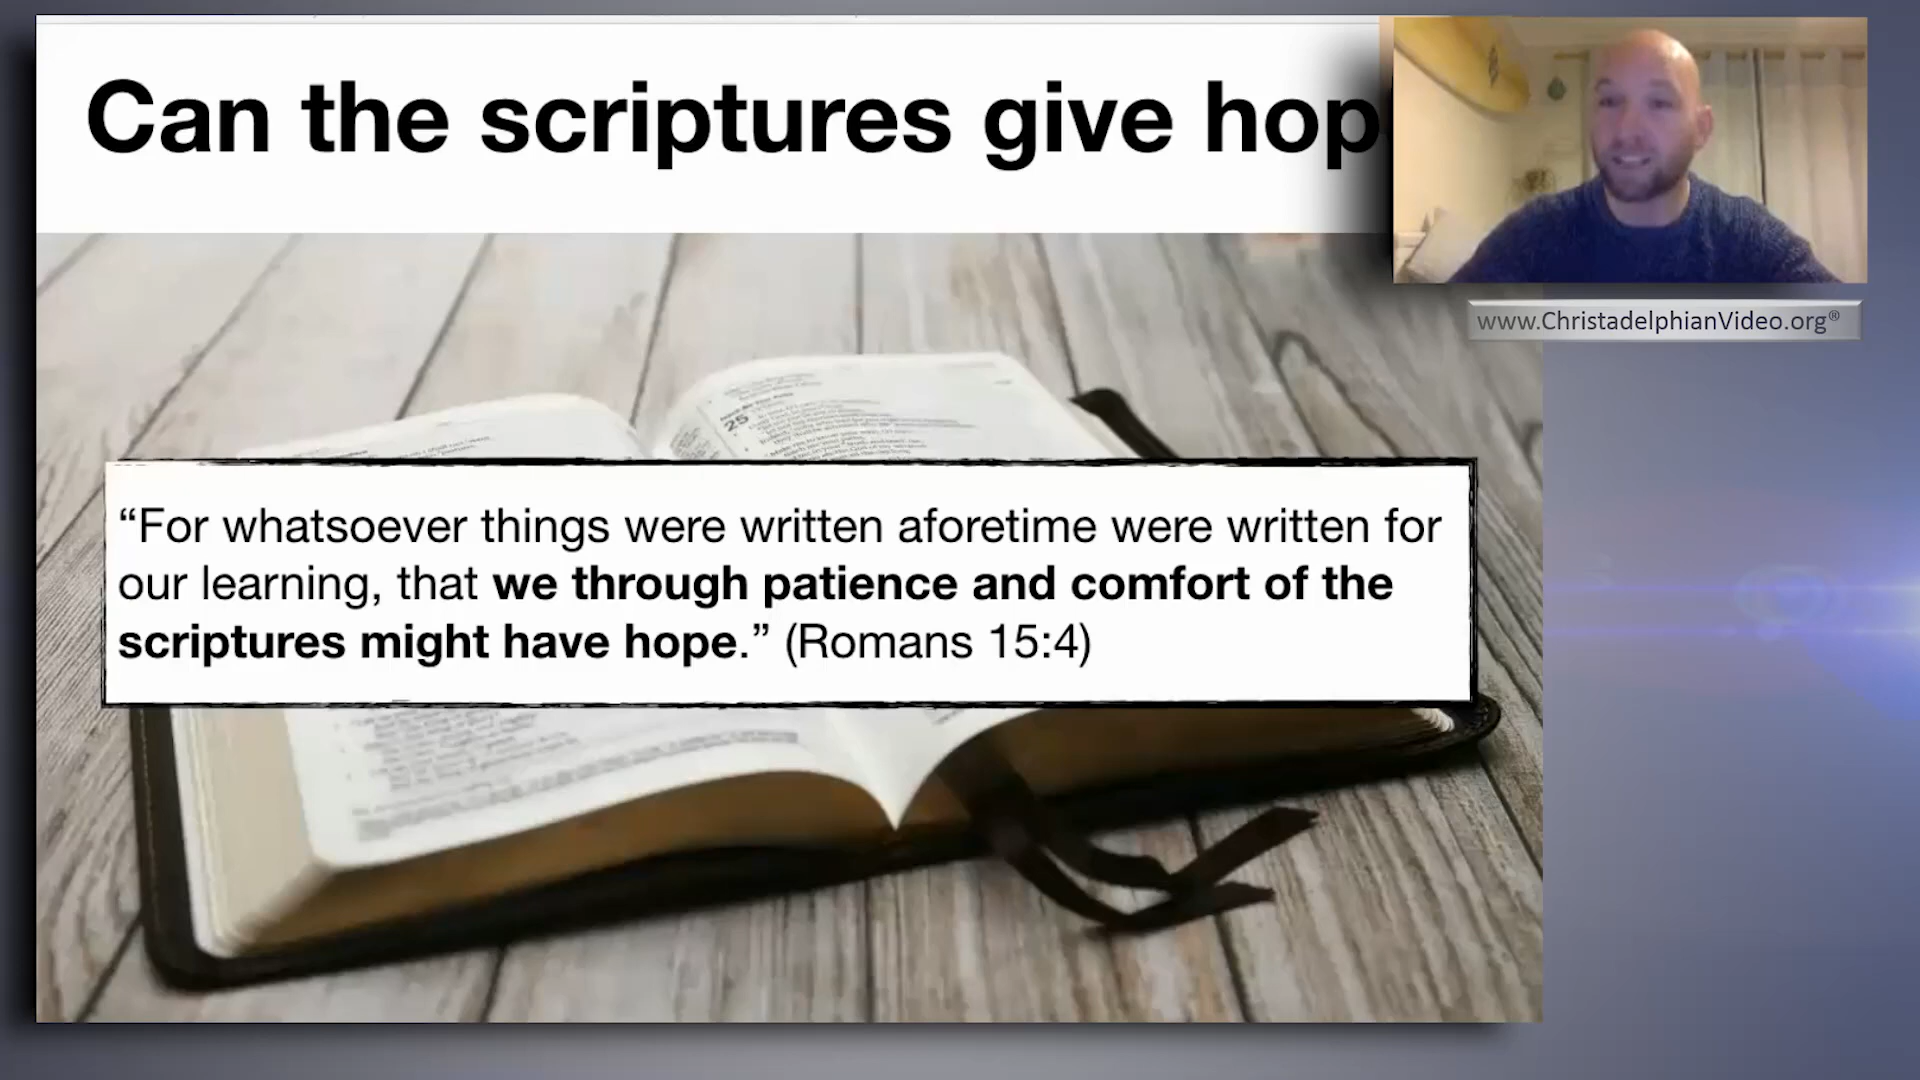 Can the scriptures give hop
www.ChristadelphianVideo.org®
25
“For whatsoever things were written aforetime were written for
our learning, that we through patience and comfort of the
scriptures might have hope.” (Romans 15:4)